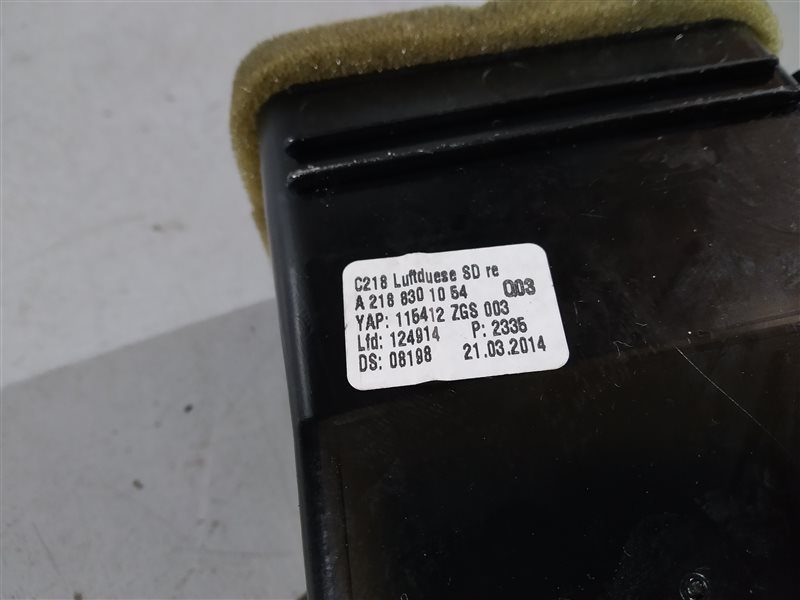 C218 Luftduese SD re
A 218 830 10 54 Q03
YAP: 115412 ZGS 003
Lfd: 124914 P: 2335
DS: 08198 21.03.2014